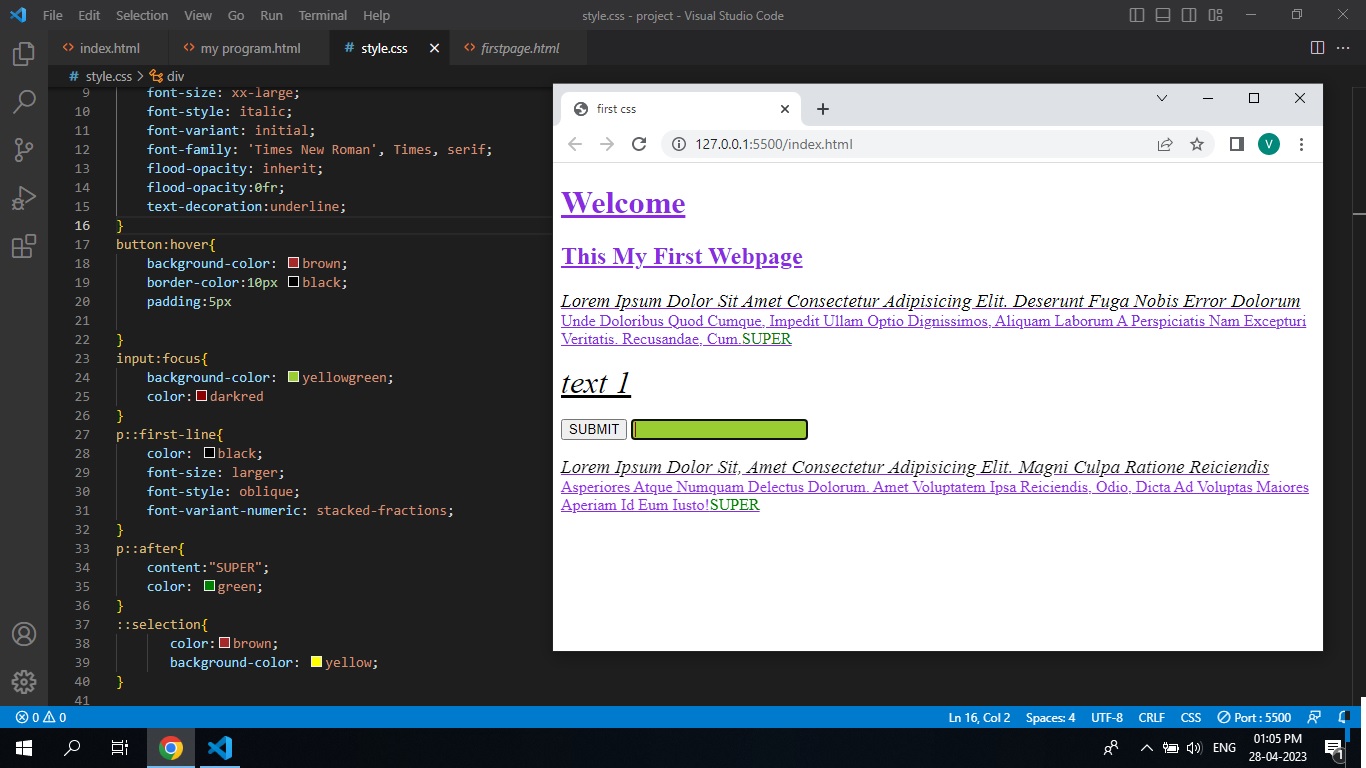 File Edit Selection View Go Run Terminal Help style.css - project - Visual Studio Code
index.html my program.html # style.css firstpage.html
# style.css > div
9 font-size: xx-large;
10 font-style: italic;
11 font-variant: initial;
12 font-family: 'Times New Roman', Times, serif;
13 flood-opacity: inherit;
14 flood-opacity:0fr;
15 text-decoration:underline;
16 }
17 button:hover{
18 background-color: brown;
19 border-color:10px black;
20 padding:5px
21
22 }
23 input:focus{
24 background-color: yellowgreen;
25 color:darkred
26 }
27 p::first-line{
28 color: black;
29 font-size: larger;
30 font-style: oblique;
31 font-variant-numeric: stacked-fractions;
32 }
33 p::after{
34 content:"SUPER";
35 color: green;
36 }
37 ::selection{
38 color:brown;
39 background-color: yellow;
40 }
41
first css
127.0.0.1:5500/index.html
V
Welcome
This My First Webpage
Lorem Ipsum Dolor Sit Amet Consectetur Adipisicing Elit. Deserunt Fuga Nobis Error Dolorum
Unde Doloribus Quod Cumque, Impedit Ullam Optio Dignissimos, Aliquam Laborum A Perspiciatis Nam Excepturi
Veritatis. Recusandae, Cum.SUPER
text 1
SUBMIT
Lorem Ipsum Dolor Sit, Amet Consectetur Adipisicing Elit. Magni Culpa Ratione Reiciendis
Asperiores Atque Numquam Delectus Dolorum. Amet Voluptatem Ipsa Reiciendis, Odio, Dicta Ad Voluptas Maiores
Aperiam Id Eum Iusto!SUPER
0 0 Ln 16, Col 2 Spaces: 4 UTF-8 CRLF CSS Port : 5500
ENG 01:05 PM
28-04-2023
1